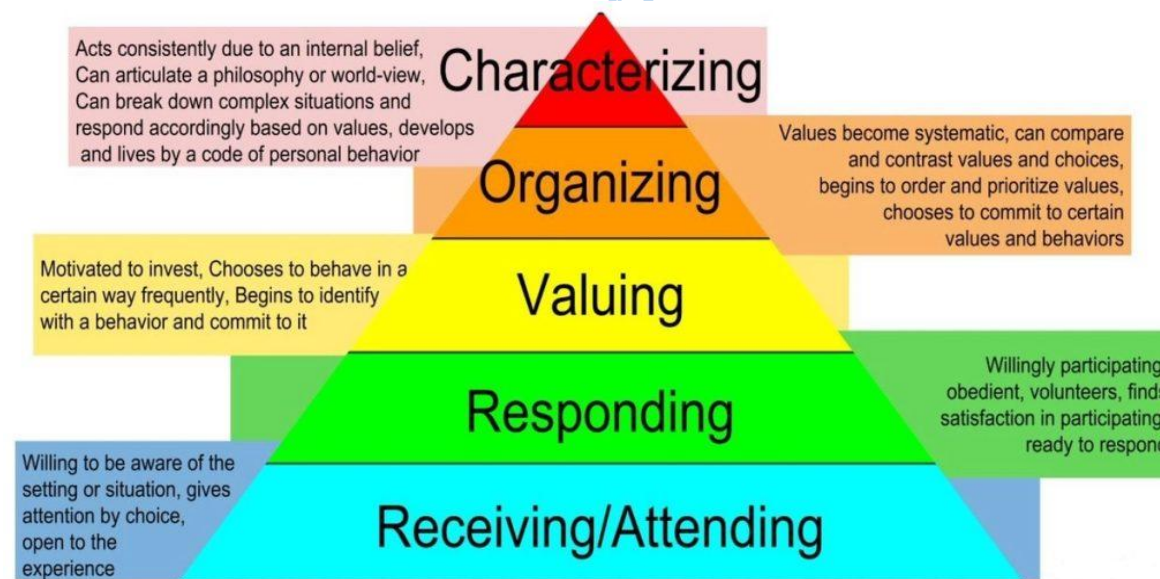 Acts consistently due to an internal belief,
Can articulate a philosophy or world-view,
Can break down complex situations and
respond accordingly based on values, develops
and lives by a code of personal behavior
Characterizing
Values become systematic, can compare
and contrast values and choices,
begins to order and prioritize values,
chooses to commit to certain
values and behaviors
Organizing
Motivated to invest, Chooses to behave in a
certain way frequently, Begins to identify
with a behavior and commit to it
Valuing
Willingly participating
obedient, volunteers, finds
satisfaction in participating
ready to respond
Responding
Willing to be aware of the
setting or situation, gives
attention by choice,
open to the
experience
Receiving/Attending